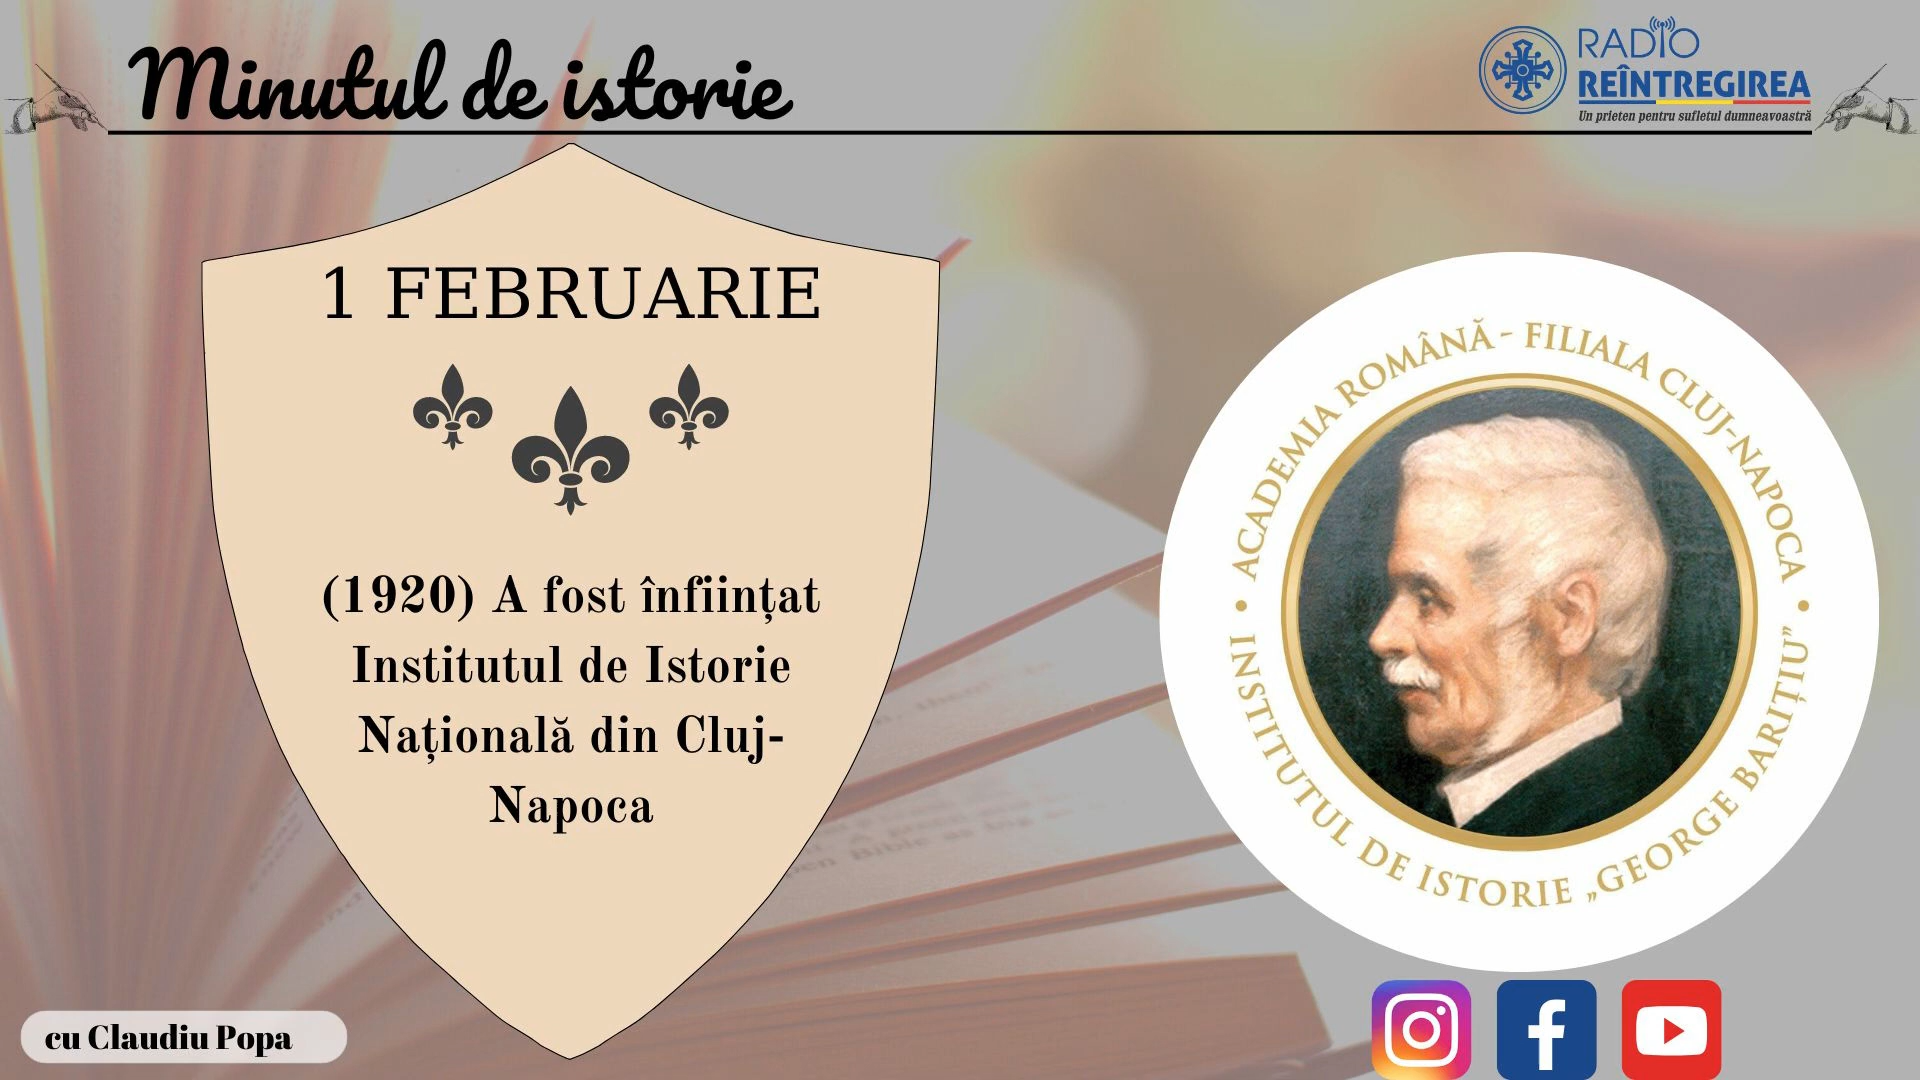 Minutul de istorie
RADIO
REÎNTREGIREA
Un prieten pentru sufletul dumneavoastră
1 FEBRUARIE
(1920) A fost înființat
Institutul de Istorie
Națională din Cluj-
Napoca
• ACADEMIA ROMÂNĂ - FILIALA CLUJ-NAPOCA •
INSTITUTUL DE ISTORIE „GEORGE BARIȚIU”
cu Claudiu Popa